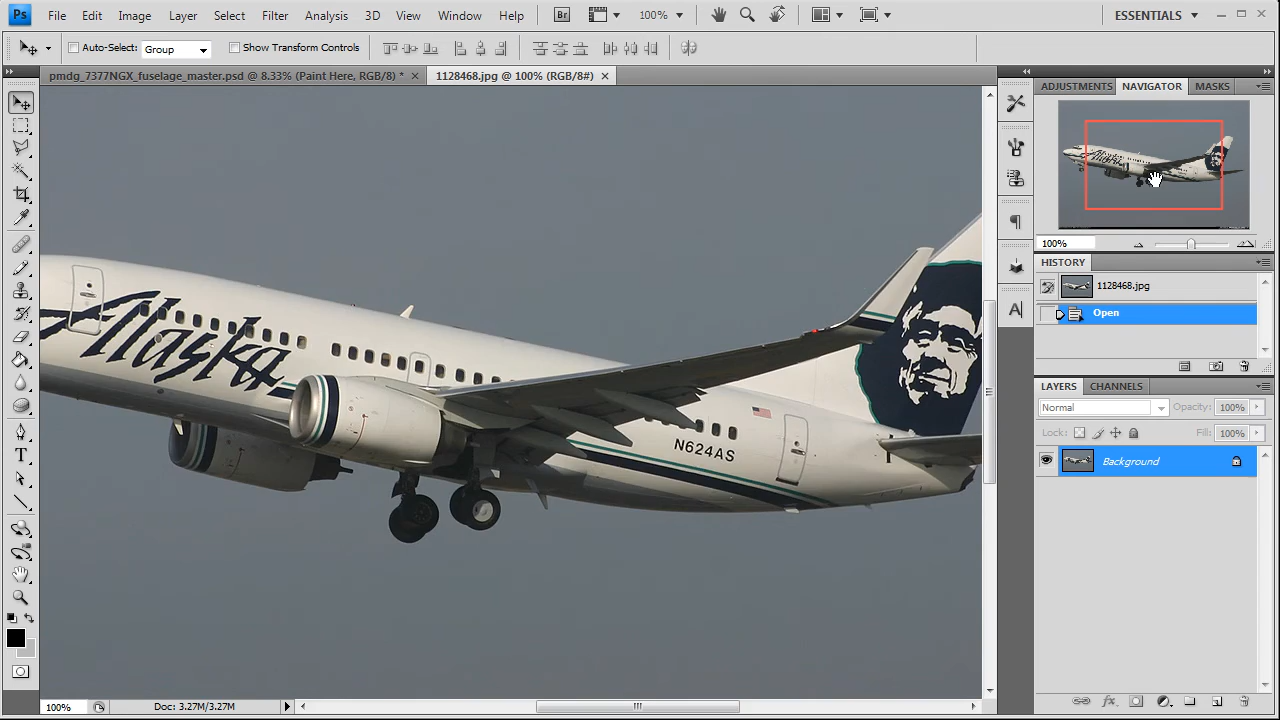 Ps File Edit Image Layer Select Filter Analysis 3D View Window Help Br 100% ESSENTIALS
Auto-Select: Group Show Transform Controls
pmdg_7377NGX_fuselage_master.psd @ 8.33% (Paint Here, RGB/8) * 1128468.jpg @ 100% (RGB/8#)
ADJUSTMENTS NAVIGATOR MASKS
100%
HISTORY
1128468.jpg
Open
LAYERS CHANNELS
Normal Opacity: 100%
Lock: Fill: 100%
Background
Alaska
N624AS
100% Doc: 3.27M/3.27M